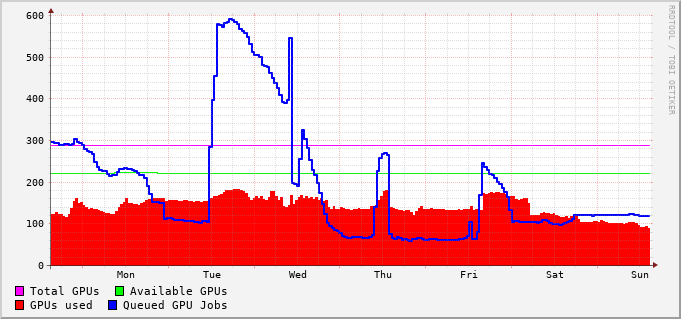 600
500
400
300
200
100
0
Mon Tue Wed Thu Fri Sat Sun
Total GPUs Available GPUs
GPUs used Queued GPU Jobs
RRDTOOL / TOBI OETIKER